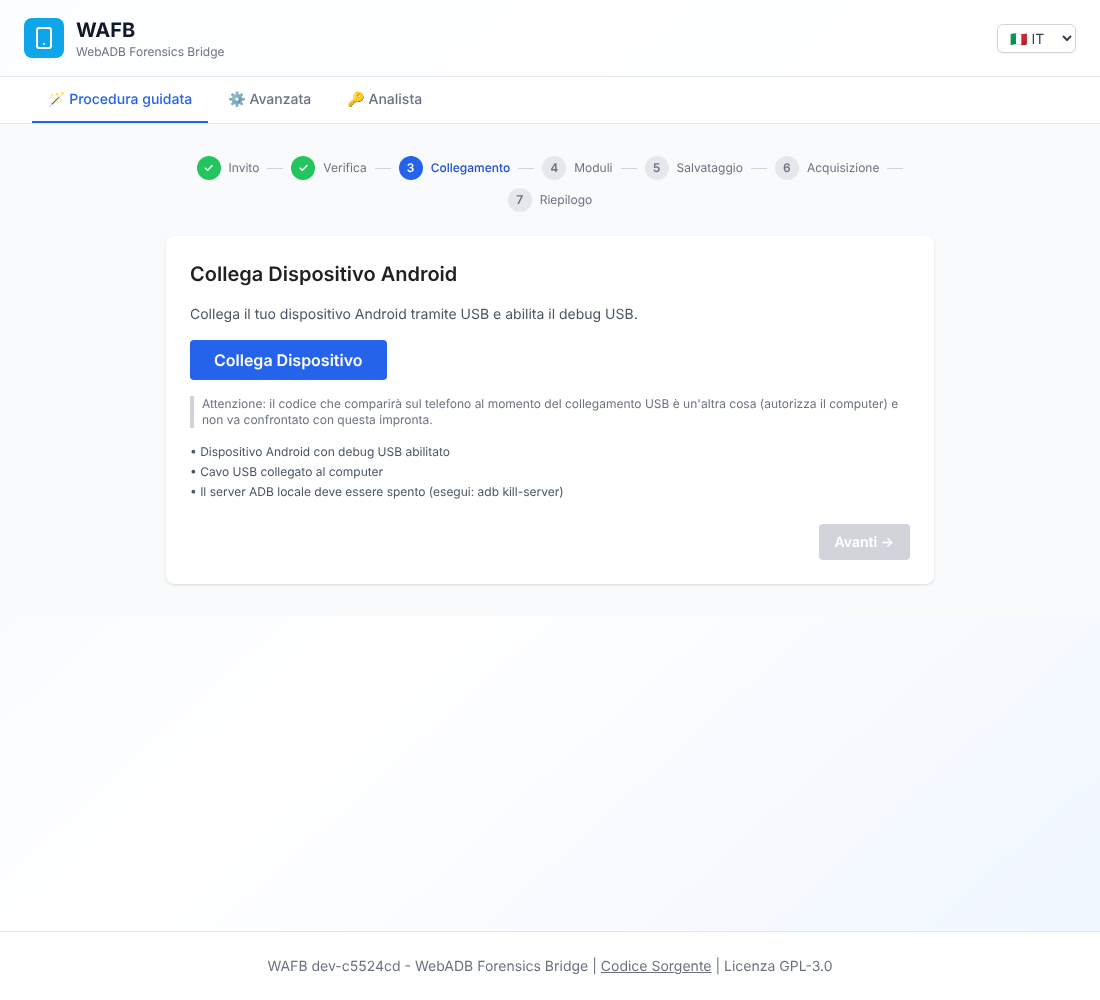 WAFB
WebADB Forensics Bridge
IT
Procedura guidata
Avanzata
Analista
Invito
Verifica
3 Collegamento
4 Moduli
5 Salvataggio
6 Acquisizione
7 Riepilogo
Collega Dispositivo Android
Collega il tuo dispositivo Android tramite USB e abilita il debug USB.
Collega Dispositivo
Attenzione: il codice che comparirà sul telefono al momento del collegamento USB è un'altra cosa (autorizza il computer) e
non va confrontato con questa impronta.
• Dispositivo Android con debug USB abilitato
• Cavo USB collegato al computer
• Il server ADB locale deve essere spento (esegui: adb kill-server)
Avanti →
WAFB dev-c5524cd - WebADB Forensics Bridge | Codice Sorgente | Licenza GPL-3.0